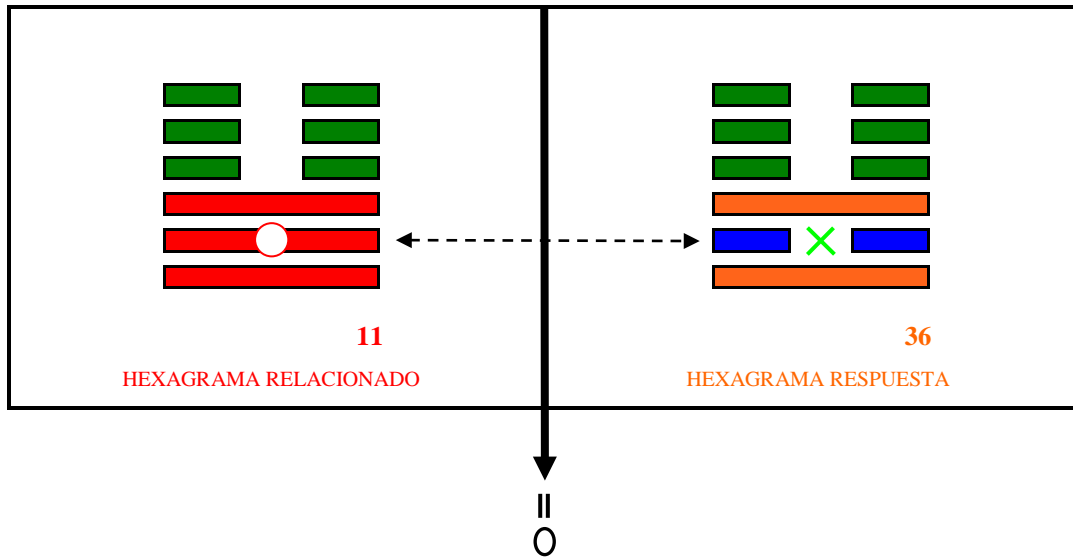 11
HEXAGRAMA RELACIONADO
36
HEXAGRAMA RESPUESTA
=
O